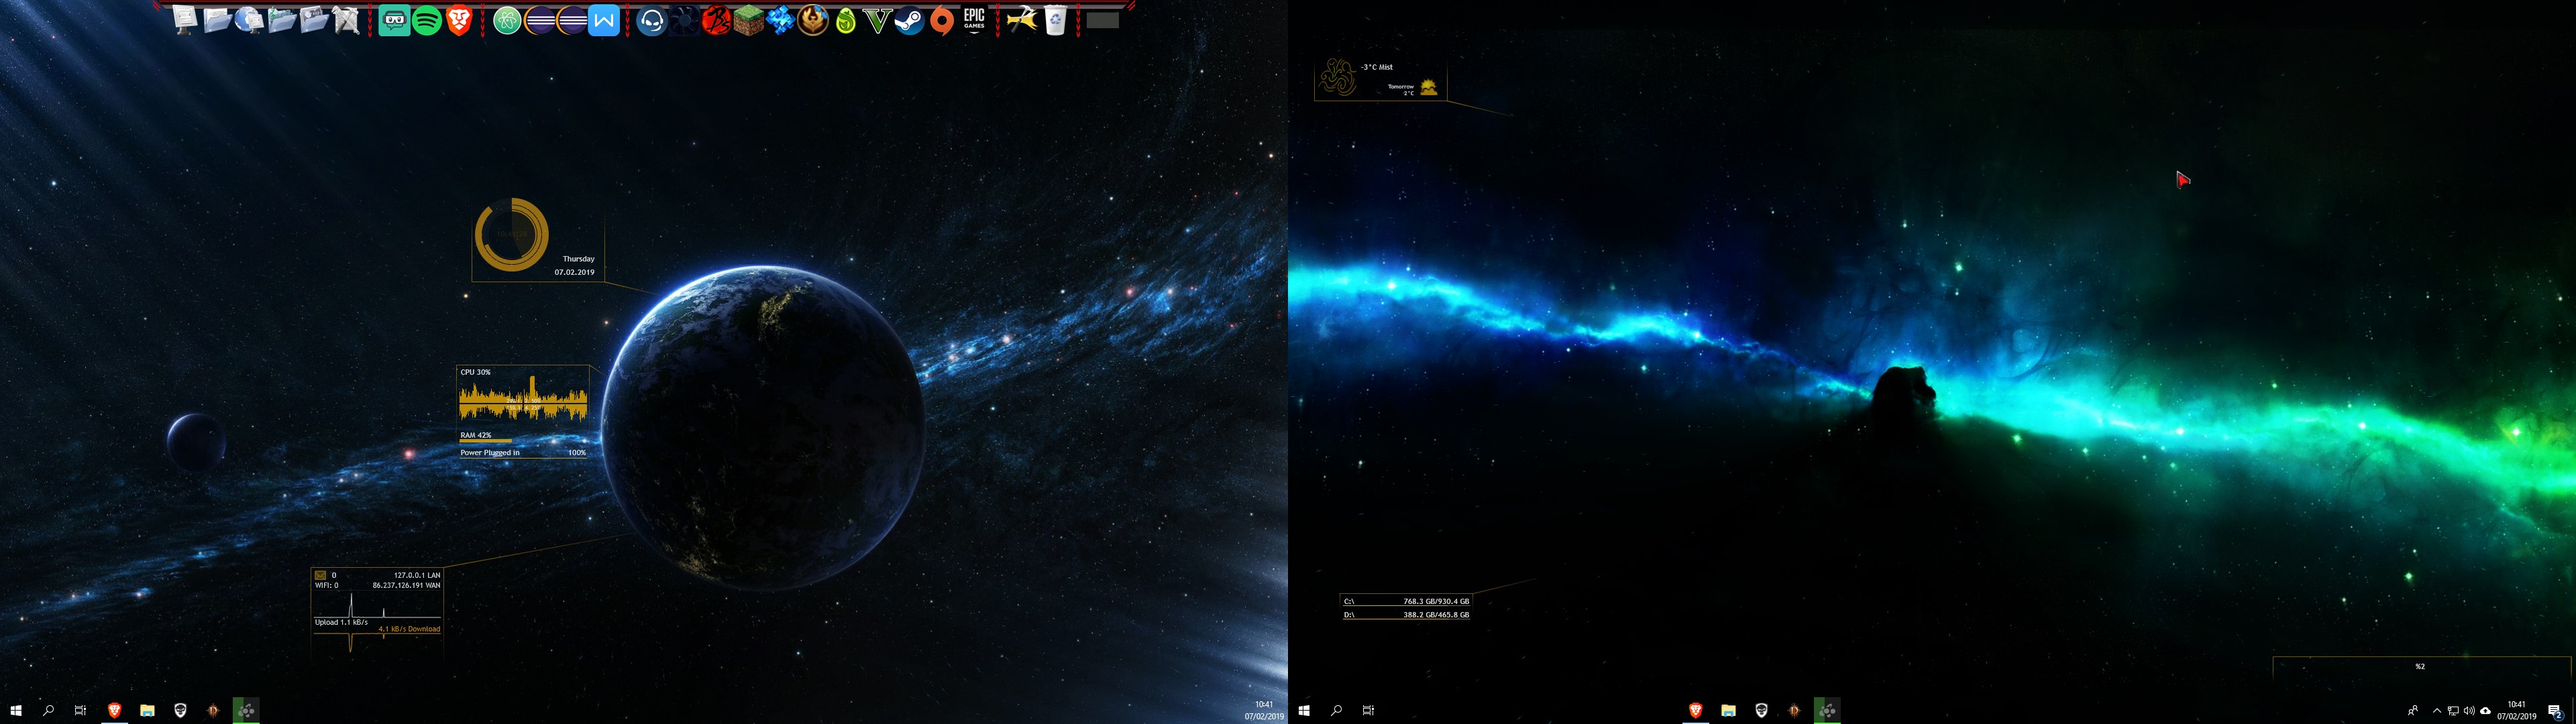 EPIC
GAMES
-3°C Mist
Tomorrow
2°C
Thursday
07.02.2019
CPU 30%
RAM 42%
Power Plugged in 100%
0 127.0.0.1 LAN
WIFI: 0 86.237.126.191 WAN
Upload 1.1 kB/s
4.1 kB/s Download
C:\ 768.3 GB/930.4 GB
D:\ 388.2 GB/465.8 GB
%2
10:41
07/02/2019
10:41
07/02/2019
2